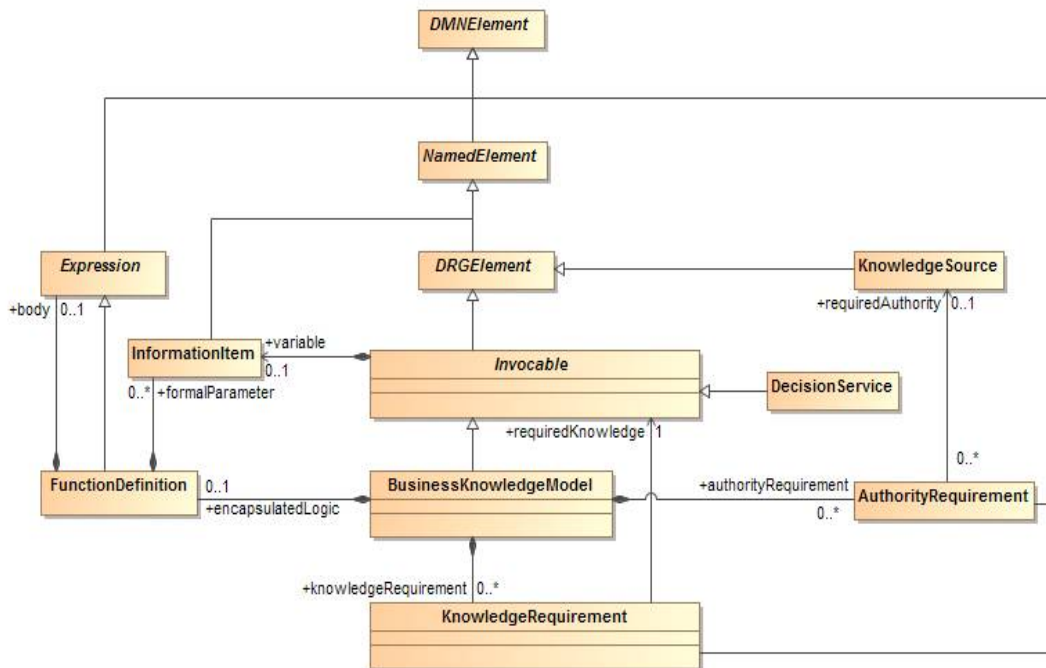 DMNElement
NamedElement
Expression
DRGElement
KnowledgeSource
+body 0..1
+requiredAuthority 0..1
InformationItem
+variable
0..1
Invocable
0..* +formalParameter
DecisionService
+requiredKnowledge 1
FunctionDefinition
0..1
+encapsulatedLogic
BusinessKnowledgeModel
+authorityRequirement
0..*
0..*
AuthorityRequirement
+knowledgeRequirement 0..*
KnowledgeRequirement